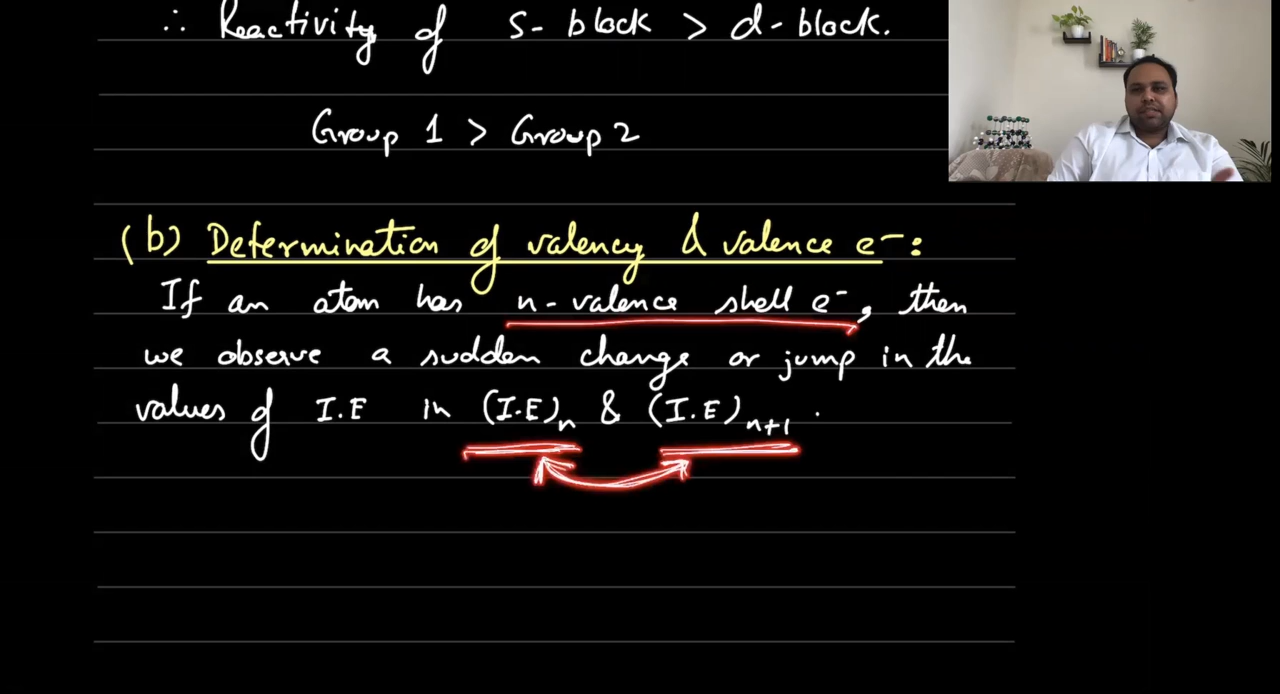 ∴ Reactivity of s-block > d-block.
Group 1 > Group 2
(b) Determination of valency & valence e⁻:
If an atom has n-valence shell e⁻, then
we observe a sudden change or jump in the
values of I.E in (I.E)ₙ & (I.E)ₙ₊₁.